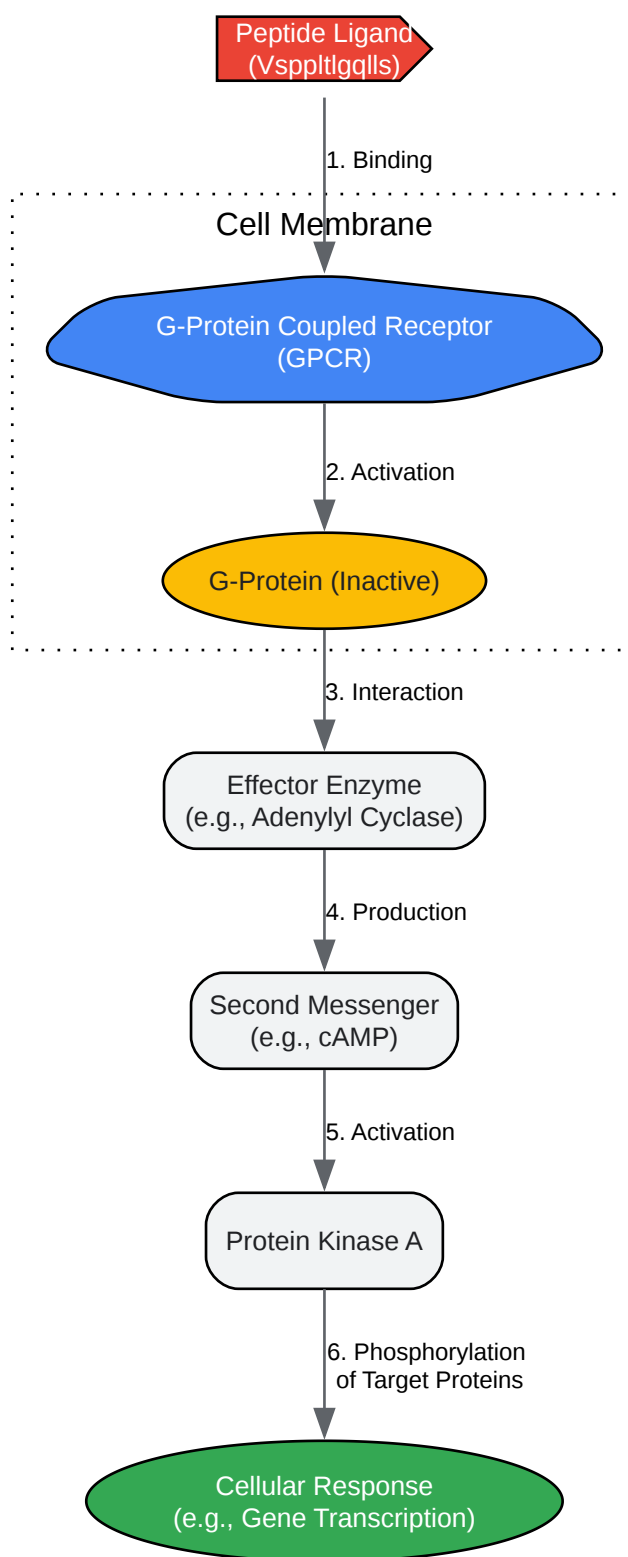 Peptide Ligand
(Vsppltlgqlls)
1. Binding
Cell Membrane
G-Protein Coupled Receptor
(GPCR)
2. Activation
G-Protein (Inactive)
3. Interaction
Effector Enzyme
(e.g., Adenylyl Cyclase)
4. Production
Second Messenger
(e.g., cAMP)
5. Activation
Protein Kinase A
6. Phosphorylation
of Target Proteins
Cellular Response
(e.g., Gene Transcription)